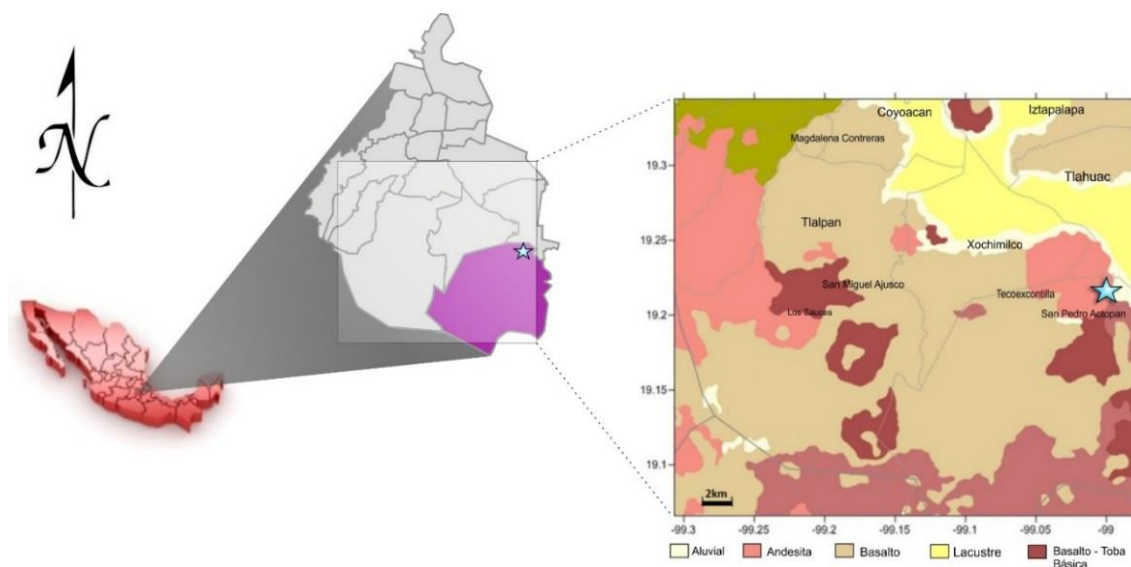 N
Coyoacan
Iztapalapa
Magdalena Contreras
19.3
Tlahuac
Tlalpan
19.25
Xochimilco
San Miguel Ajusco
Tecoexcontilla
19.2
Los Sauces
San Pedro Actopan
19.15
19.1
2km
-99.3
-99.25
-99.2
-99.15
-99.1
-99.05
-99
Aluvial
Andesita
Basalto
Lacustre
Basalto - Toba
Básica